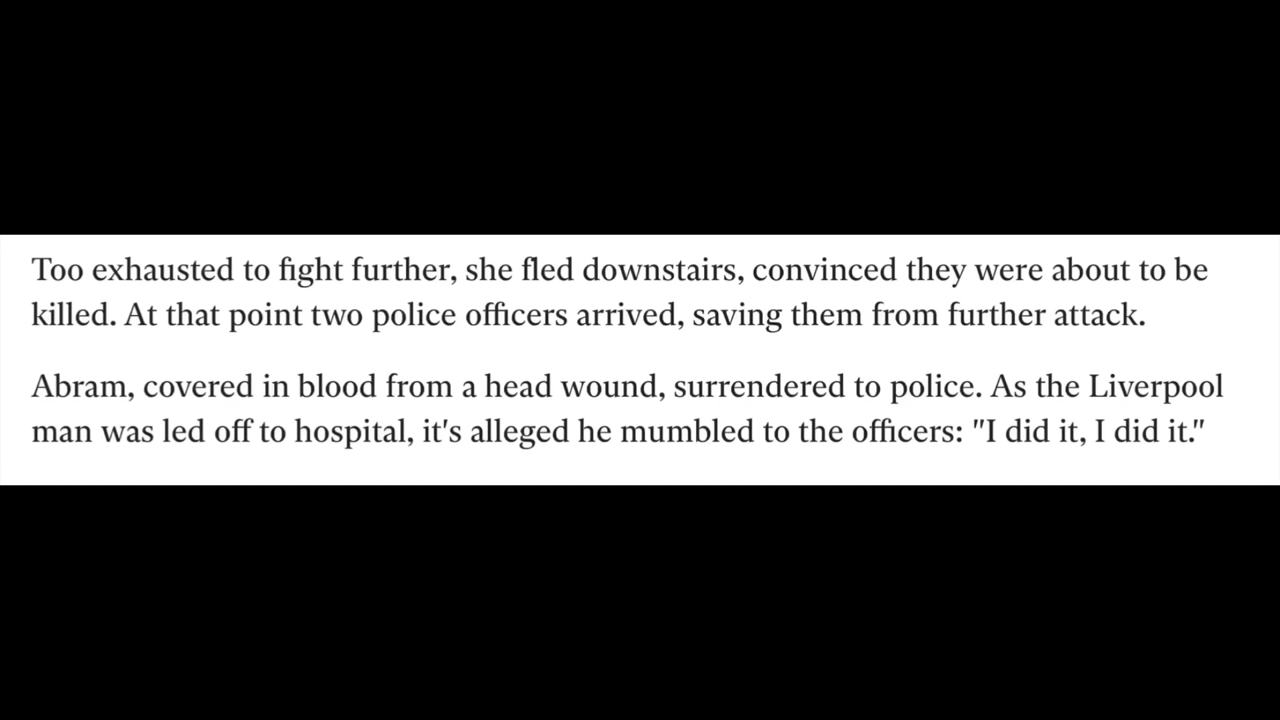 Too exhausted to fight further, she fled downstairs, convinced they were about to be
killed. At that point two police officers arrived, saving them from further attack.
Abram, covered in blood from a head wound, surrendered to police. As the Liverpool
man was led off to hospital, it's alleged he mumbled to the officers: "I did it, I did it."